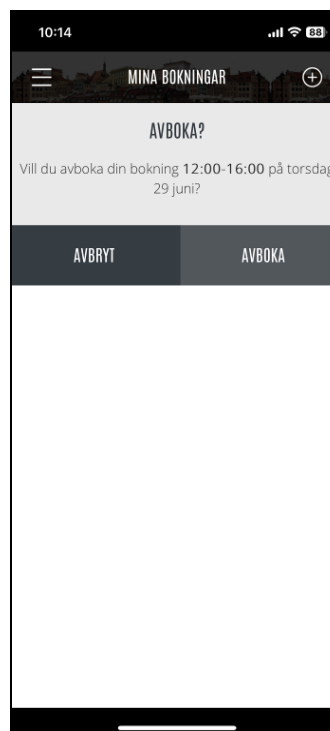 10:14
88
MINA BOKNINGAR
AVBOKA?
Vill du avboka din bokning 12:00-16:00 på torsdag
29 juni?
AVBRYT
AVBOKA